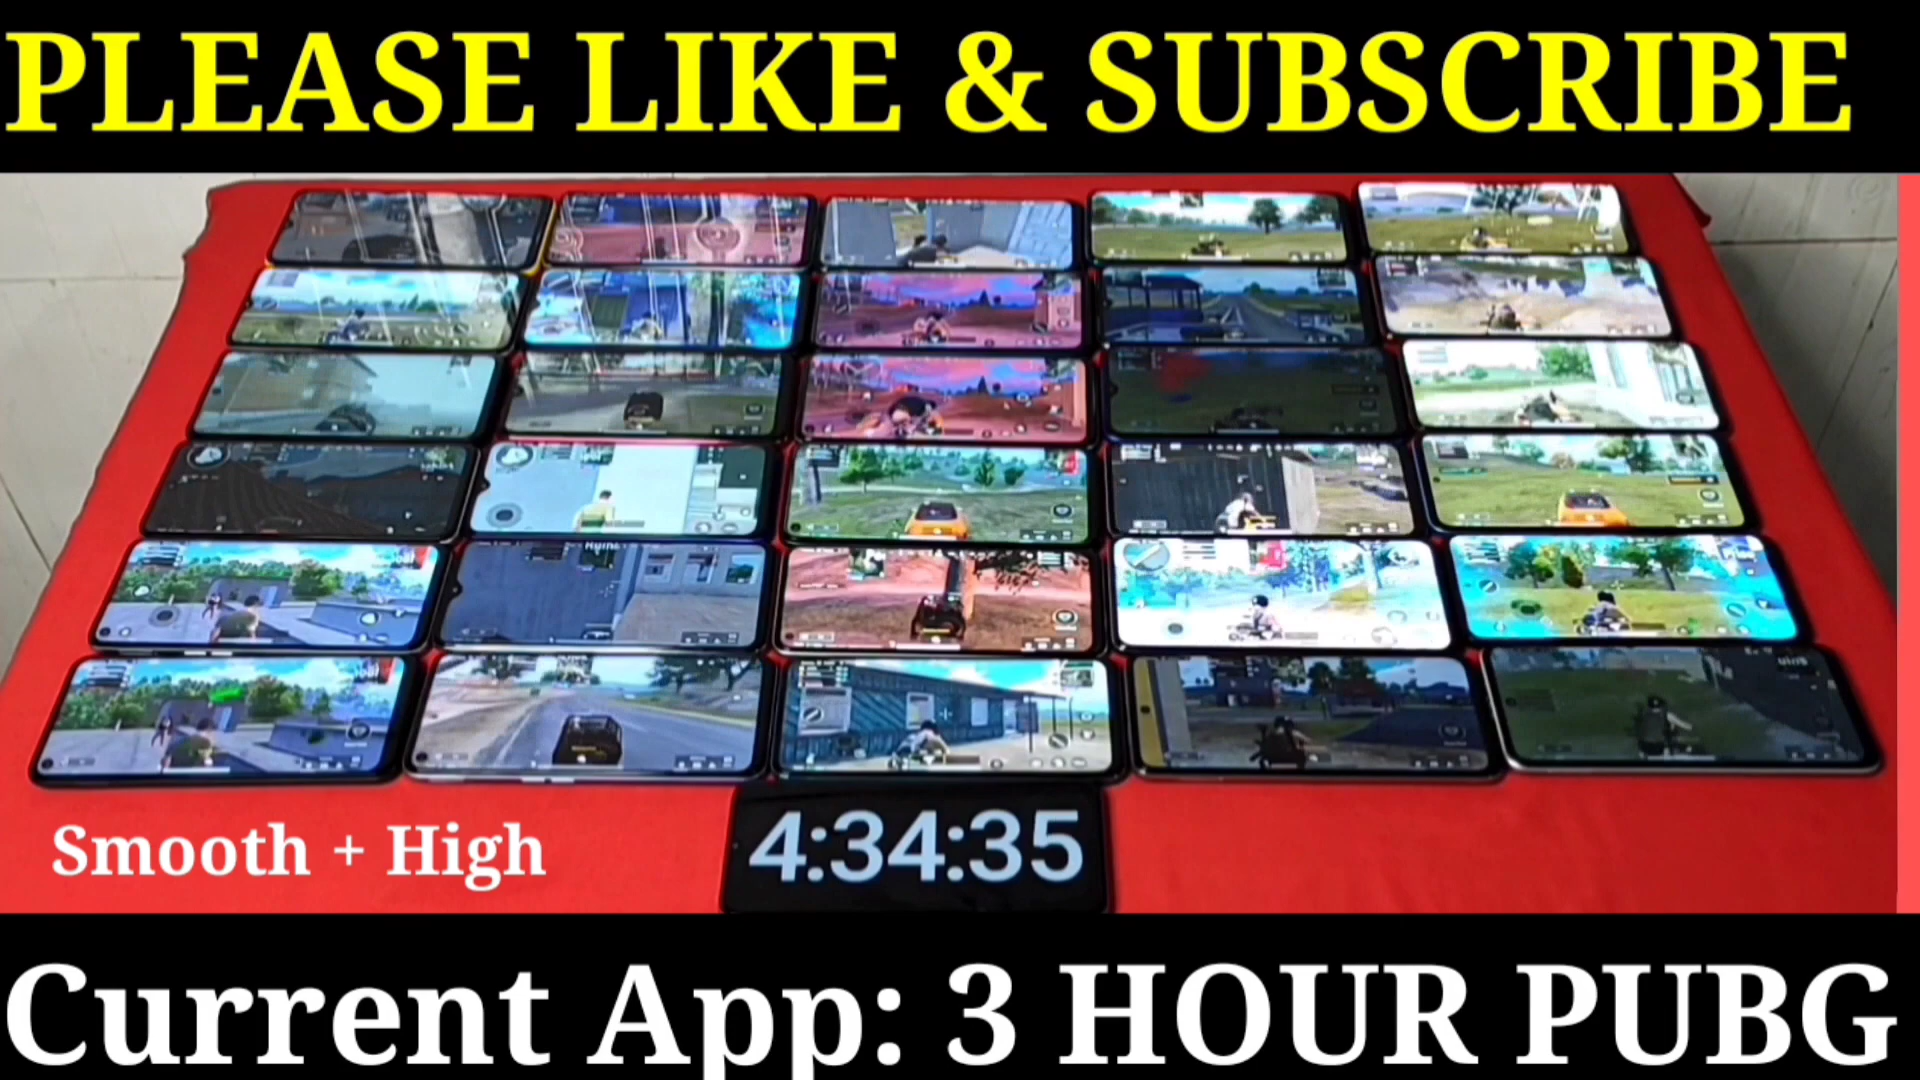 PLEASE LIKE & SUBSCRIBE
Smooth + High
4:34:35
Current App: 3 HOUR PUBG